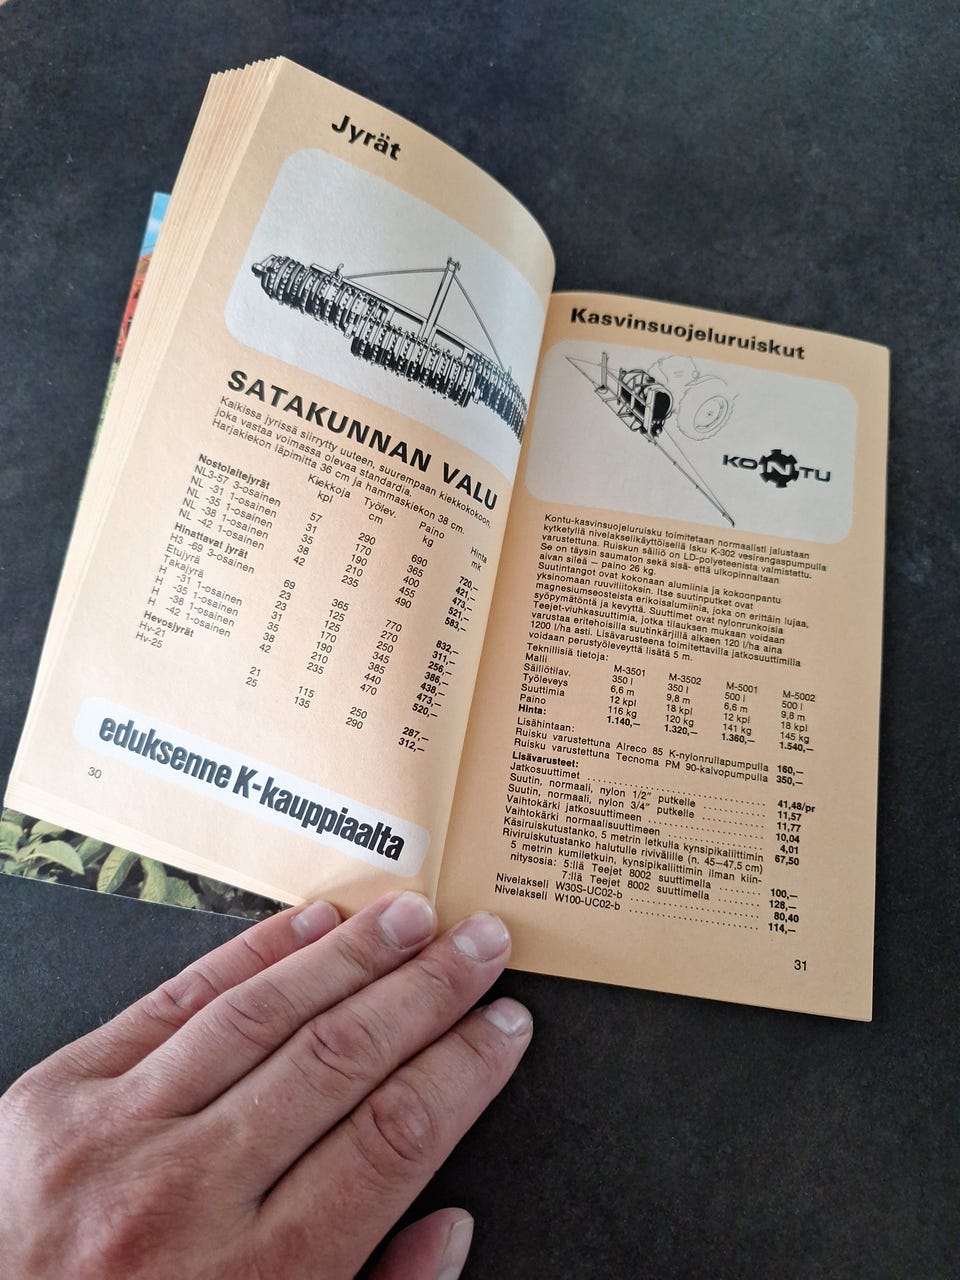 Jyrät
SATAKUNNAN VALU
Kaikissa jyrissä siirrytty uuteen, suurempaan kiekkokokoon,
joka vastaa voimassa olevaa standardia.
Harjakiekon läpimitta 36 cm ja hammaskiekon 38 cm.
Kiekkoja Työlev. Paino Hinta
kpl cm kg mk
Nostolaitejyrät
NL3-57 3-osainen 57 290 690 720,—
NL -31 1-osainen 31 170 365 421,—
NL -35 1-osainen 35 190 400 473,—
NL -38 1-osainen 38 210 455 521,—
NL -42 1-osainen 42 235 490 583,—
Hinattavat jyrät
H3 -69 3-osainen 69 365 770 832,—
Etujyrä 23 125 270 311,—
Takajyrä 23 125 250 256,—
H -31 1-osainen 31 170 345 386,—
H -35 1-osainen 35 190 385 438,—
H -38 1-osainen 38 210 440 473,—
H -42 1-osainen 42 235 470 520,—
Hevosjyrät
Hv-21 21 115 250 287,—
Hv-25 25 135 290 312,—
eduksenne K-kauppiaalta
30
Kasvinsuojeluruiskut
KONTU
Kontu-kasvinsuojeluruisku toimitetaan normaalisti jalustaan
kytketyllä nivelakselikäyttöisellä Isku K-302 vesirengaspumpulla
varustettuna. Ruiskun säiliö on LD-polyeteenistä valmistettu.
Se on täysin saumaton sekä sisä- että ulkopinnaltaan
aivan sileä — paino 26 kg.
Suutintangot ovat kokonaan alumiinia ja kokoonpantu
yksinomaan ruuviliitoksin. Itse suutinputket ovat
magnesiumseosteista erikoisalumiinia, joka on erittäin lujaa,
syöpymätöntä ja kevyttä. Suuttimet ovat nylonrunkoisia
Teejet-viuhkasuuttimia, jotka tilauksen mukaan voidaan
varustaa eritehoisilla suutinkärjillä alkaen 120 l/ha aina
1200 l/ha asti. Lisävarusteena toimitettavilla jatkosuuttimilla
voidaan perustyöleveyttä lisätä 5 m.
Teknillisiä tietoja:
Malli M-3501 M-3502 M-5001 M-5002
Säiliötilav. 350 l 350 l 500 l 500 l
Työleveys 6,6 m 9,8 m 6,6 m 9,8 m
Suuttimia 12 kpl 18 kpl 12 kpl 18 kpl
Paino 116 kg 120 kg 141 kg 145 kg
Hinta: 1.140,— 1.320,— 1.360,— 1.540,—
Lisähintaan:
Ruisku varustettuna Alreco 85 K-nylonrullapumpulla 160,—
Ruisku varustettuna Tecnoma PM 90-kalvopumpulla 350,—
Lisävarusteet:
Jatkosuuttimet .......................... 41,48/pr
Suutin, normaali, nylon 1/2" putkelle .......... 11,57
Suutin, normaali, nylon 3/4" putkelle .......... 11,77
Vaihtokärki jatkosuuttimeen .................. 10,04
Vaihtokärki normaalisuuttimeen ............... 4,01
Käsiruiskutustanko, 5 metrin letkulla kynsipikaliittimin 67,50
Riviruiskutustanko halutulle rivivälille (n. 45—47,5 cm)
5 metrin kumiletkuin, kynsipikaliittimin ilman kiin-
nitysosia: 5:llä Teejet 8002 suuttimella ........ 100,—
7:llä Teejet 8002 suuttimella ........ 128,—
Nivelakseli W30S-UC02-b .................... 80,40
Nivelakseli W100-UC02-b .................... 114,—
31